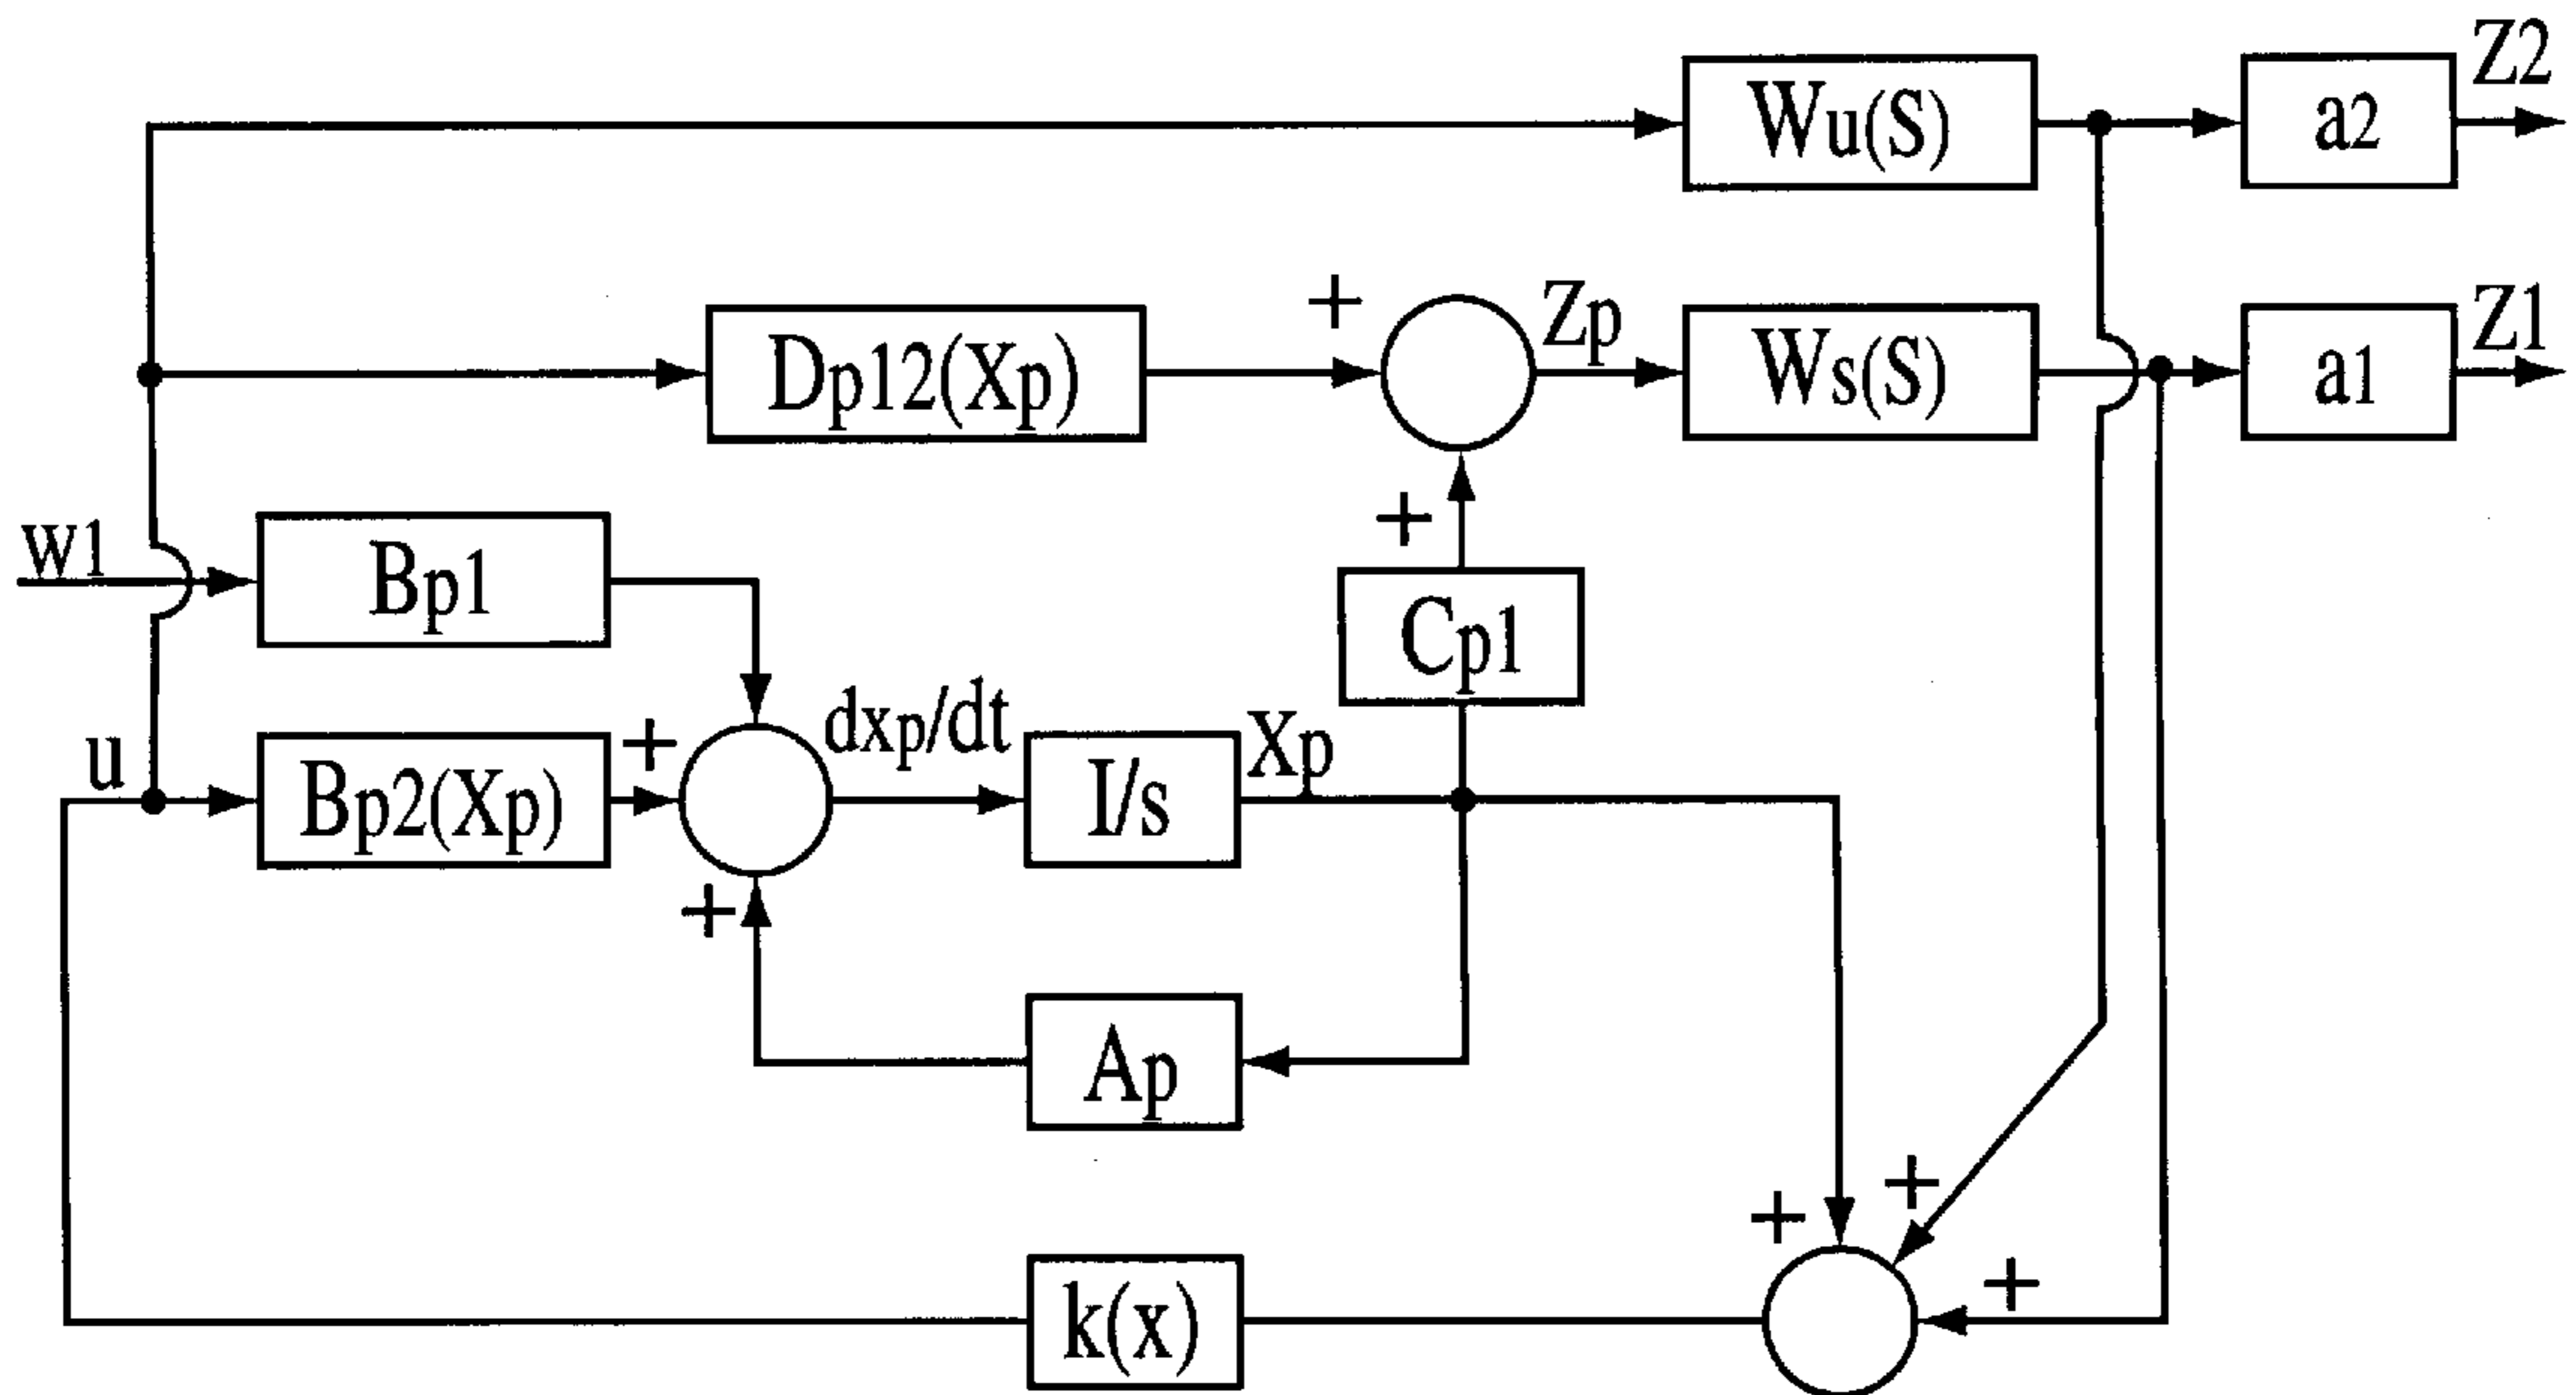 Z2
Wu(S)
a2
+
Zp
Z1
Dp12(Xp)
Ws(S)
a1
w1
Bp1
+
Cp1
u
Bp2(Xp)
+
dxp/dt
I/s
Xp
+
Ap
+
+
+
k(x)